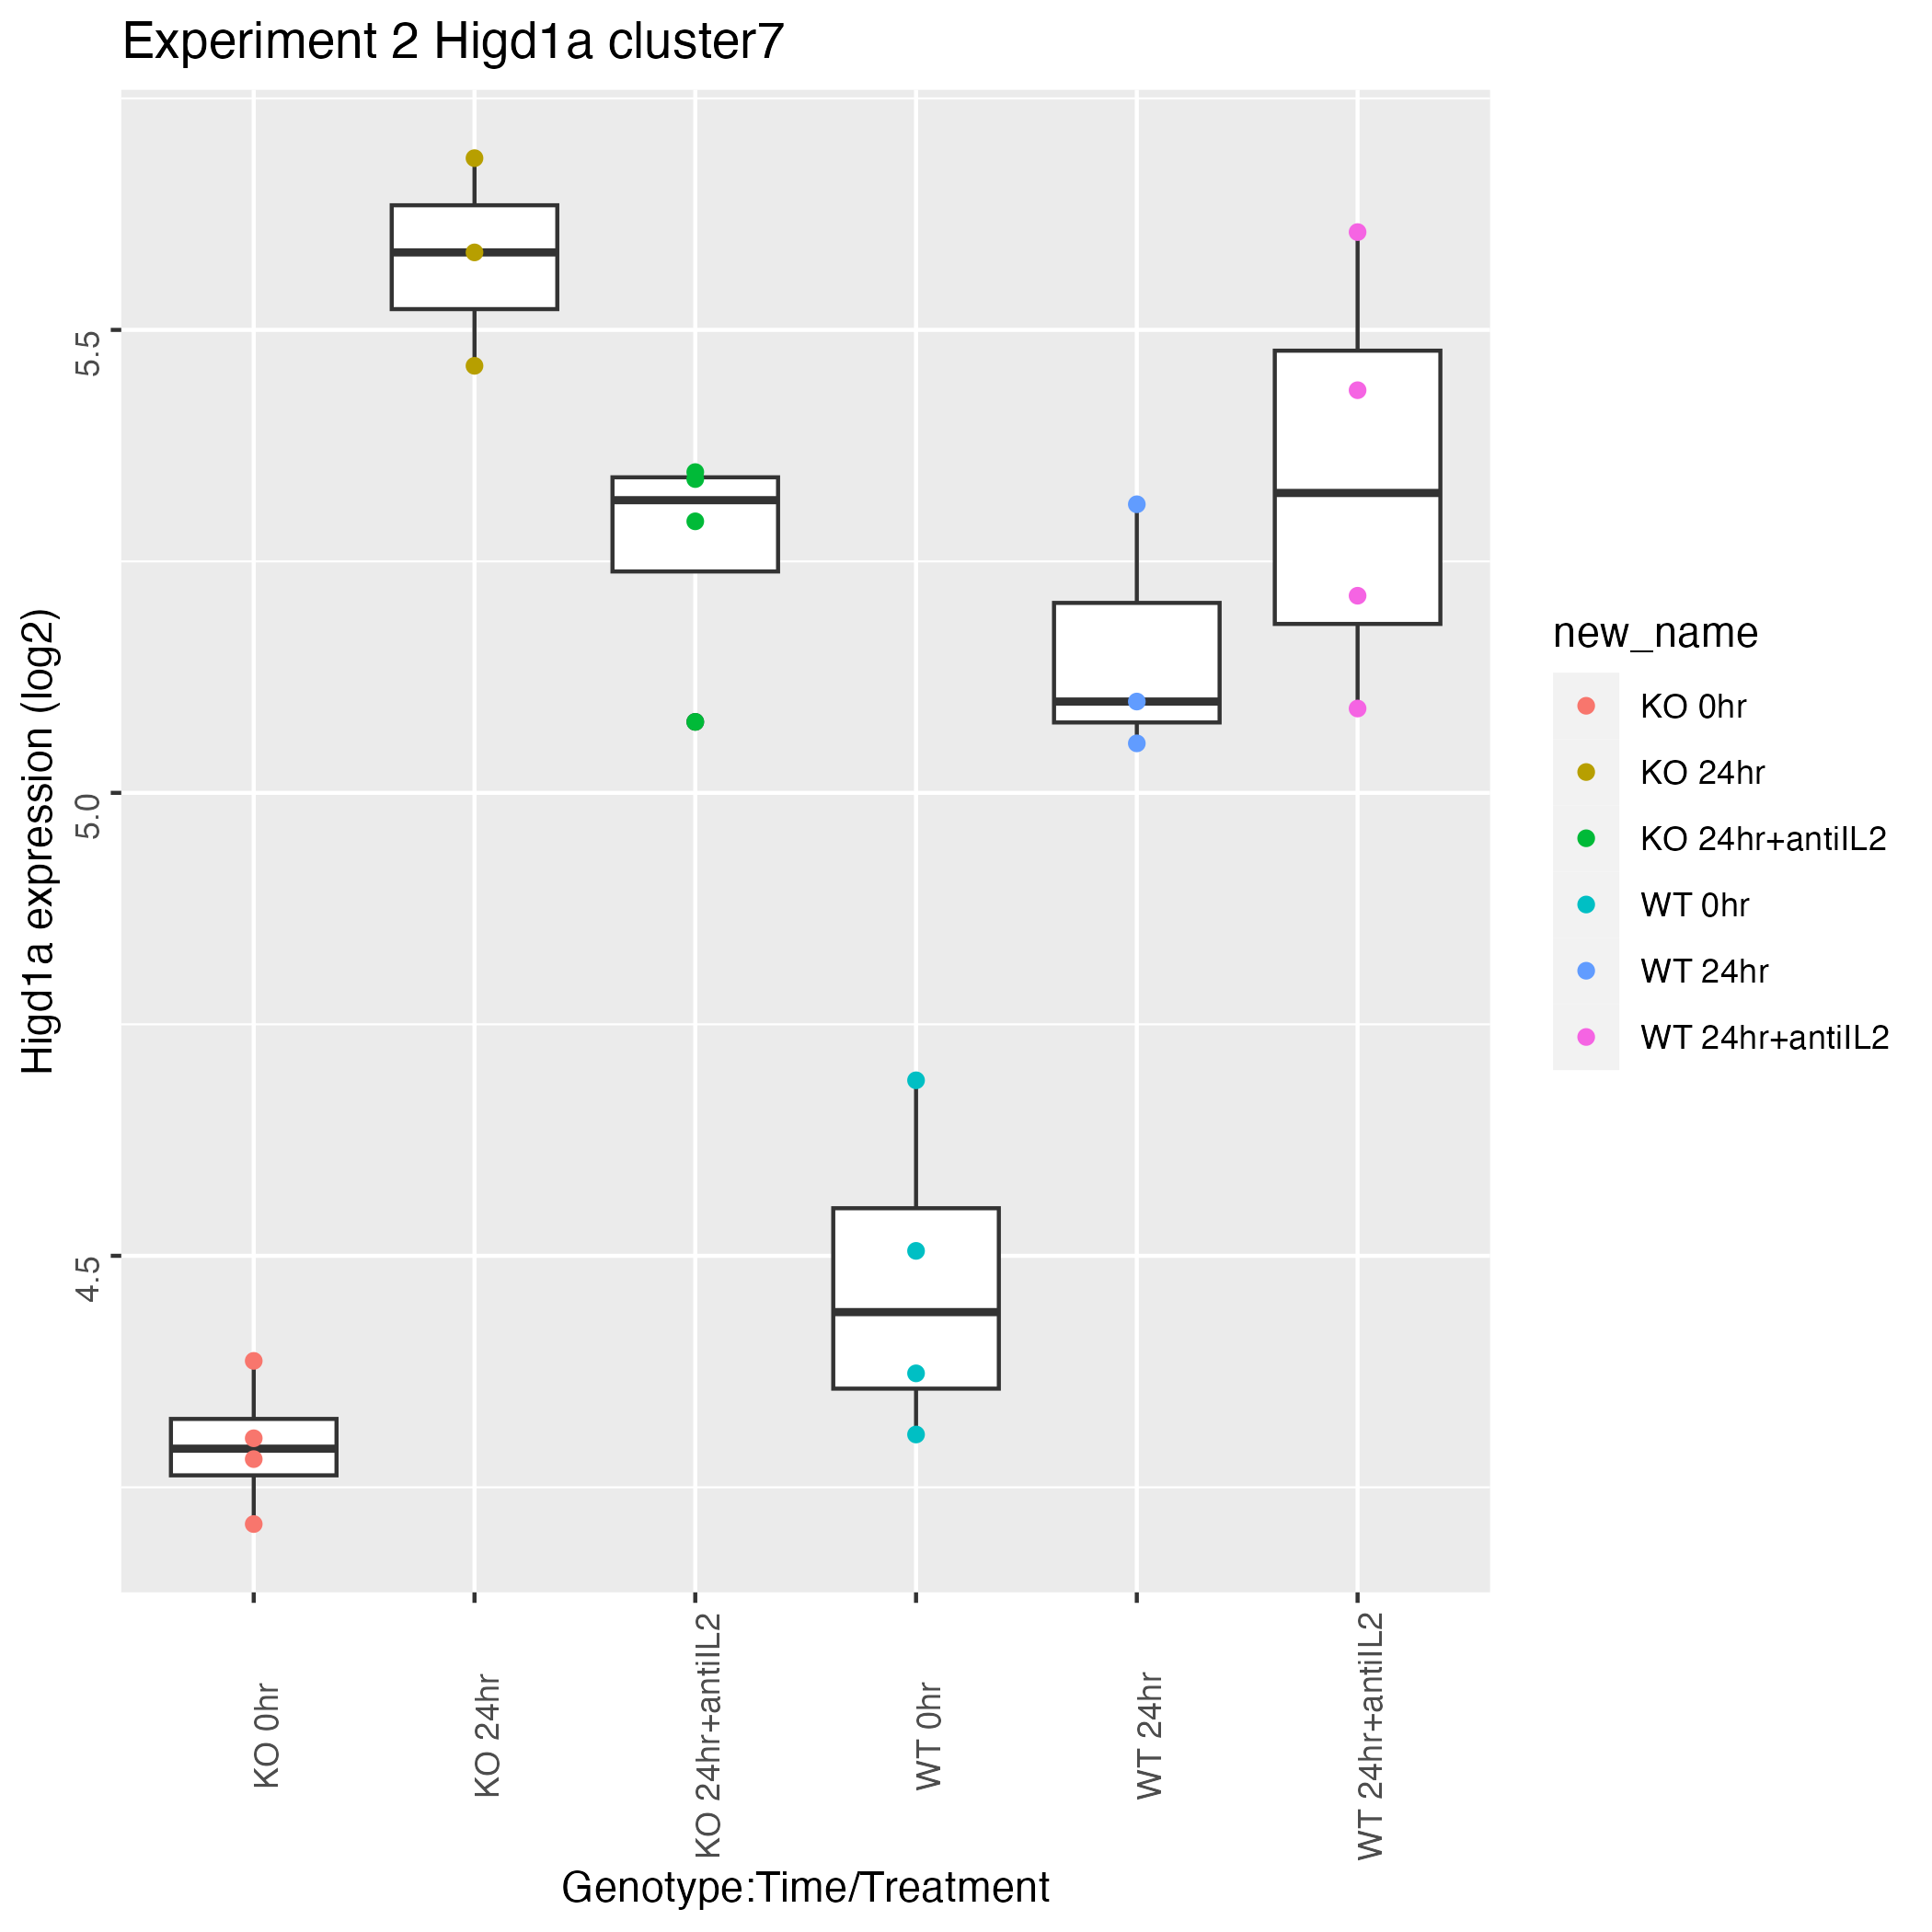 Experiment 2 Higd1a cluster7
Higd1a expression (log2)
5.5
5.0
4.5
KO 0hr
KO 24hr
KO 24hr+antiIL2
WT 0hr
WT 24hr
WT 24hr+antiIL2
Genotype:Time/Treatment
new_name
KO 0hr
KO 24hr
KO 24hr+antiIL2
WT 0hr
WT 24hr
WT 24hr+antiIL2